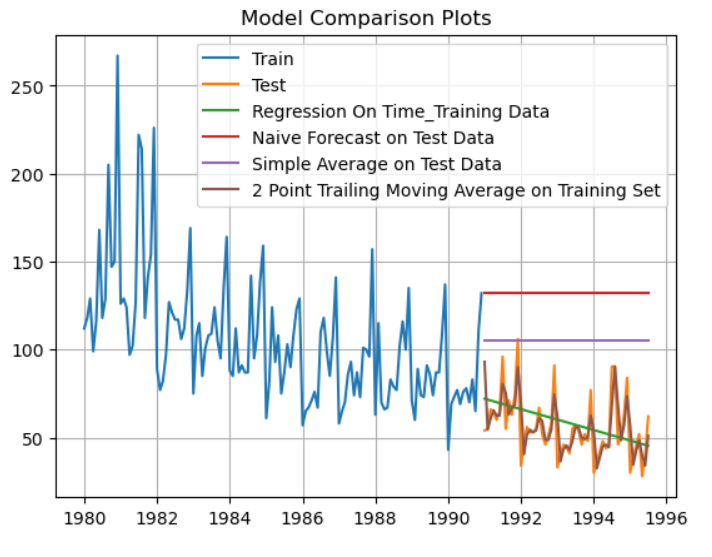 Model Comparison Plots
Train
Test
Regression On Time_Training Data
Naive Forecast on Test Data
Simple Average on Test Data
2 Point Trailing Moving Average on Training Set
250
200
150
100
50
1980 1982 1984 1986 1988 1990 1992 1994 1996